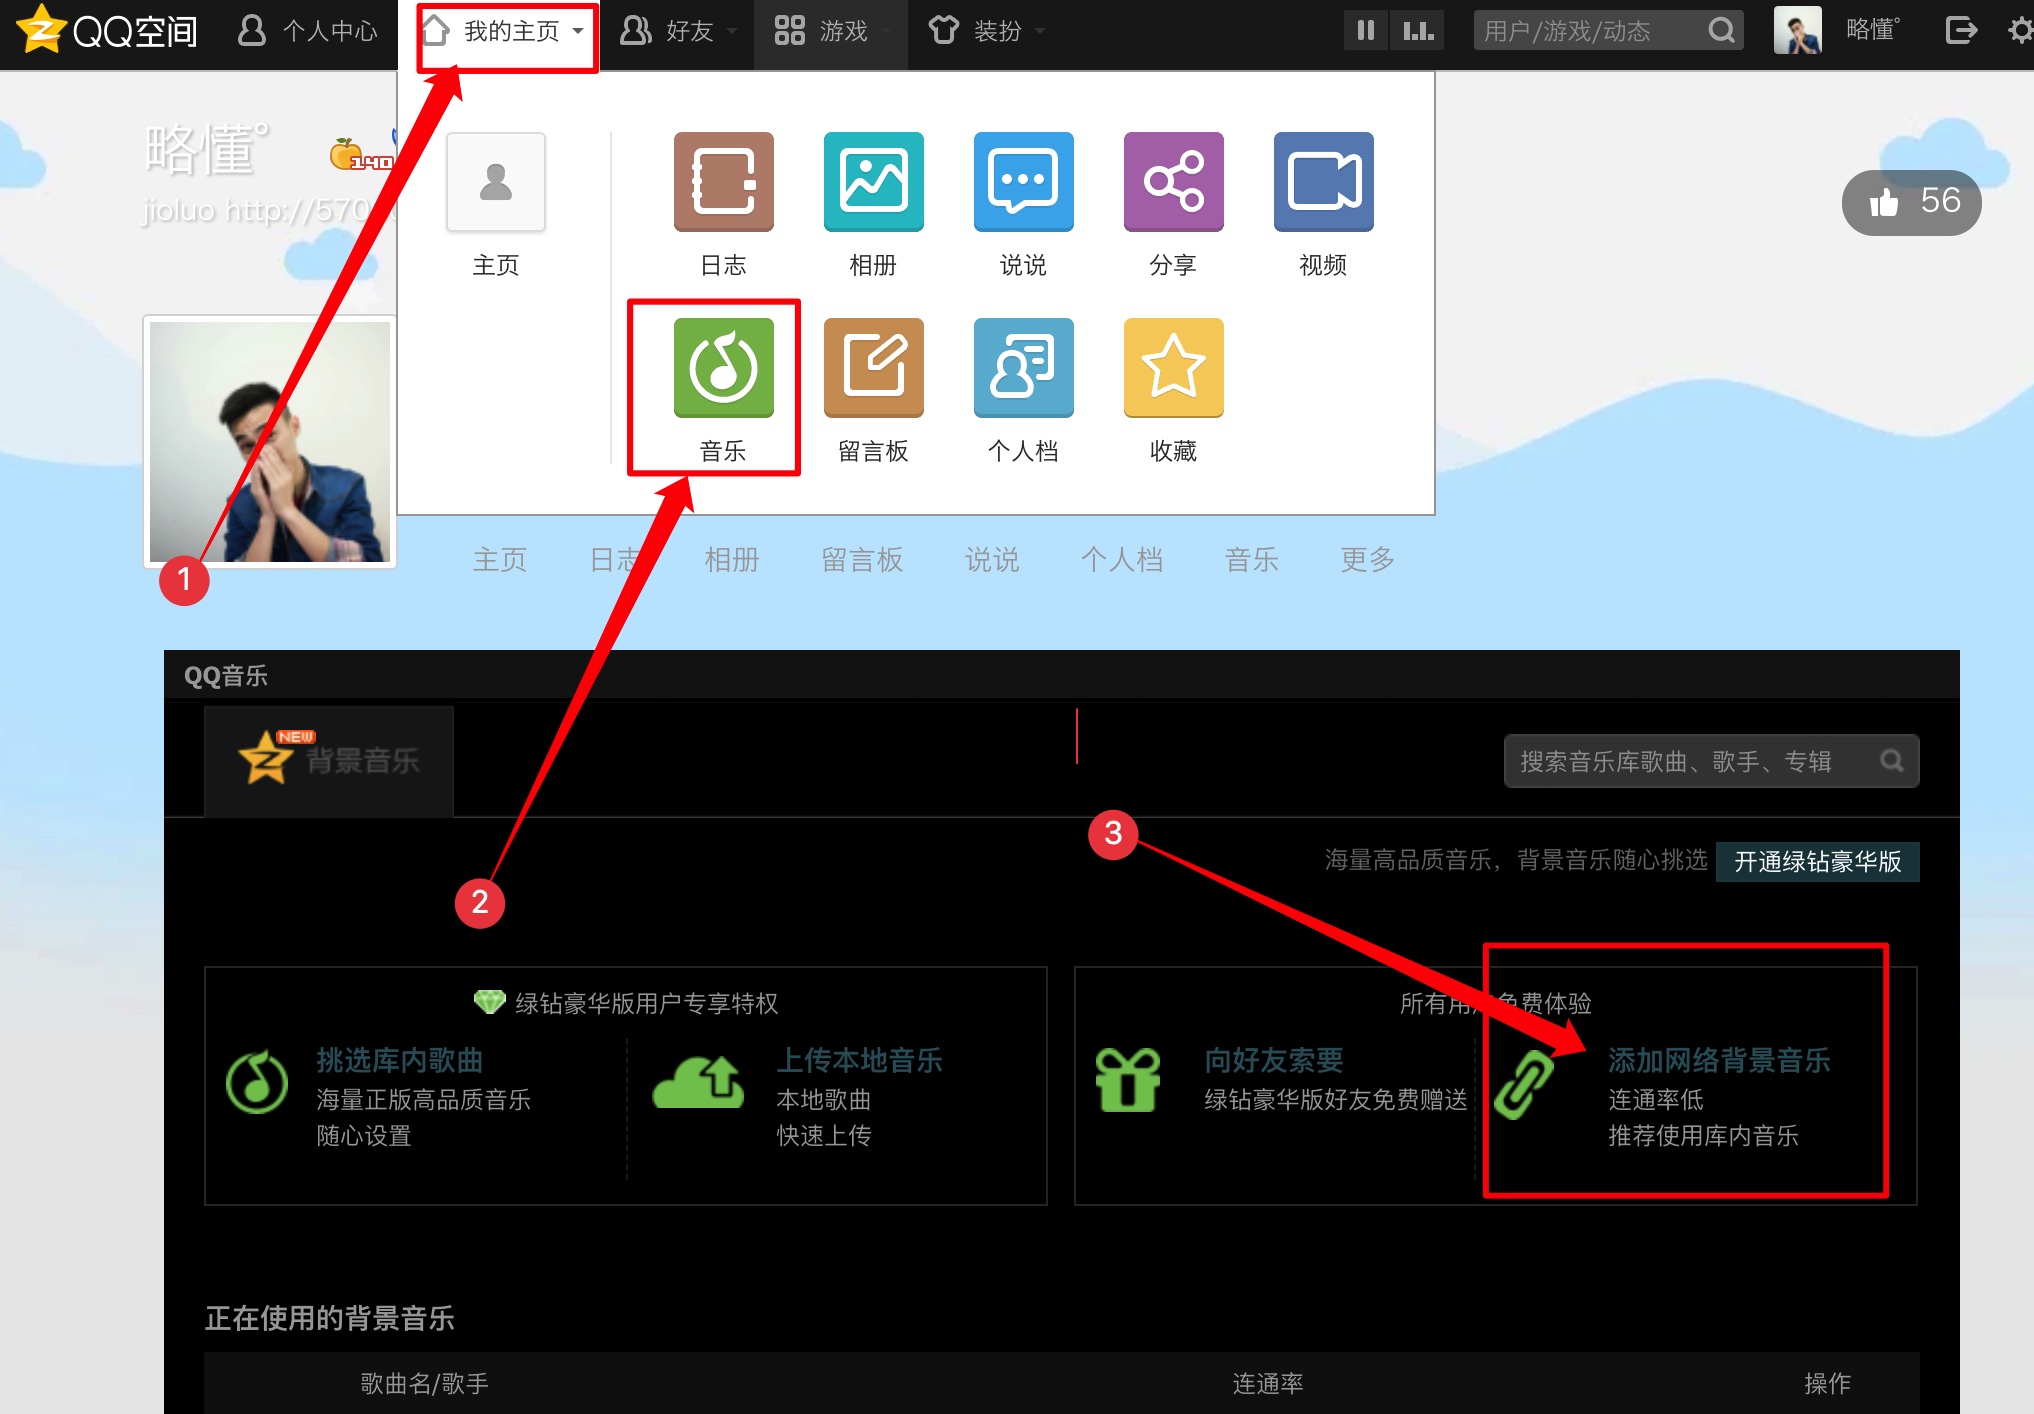 QQ空间
个人中心
我的主页
好友
游戏
装扮
用户/游戏/动态
略懂°
略懂°
140
jioluo http://570
56
主页
日志
相册
说说
分享
视频
音乐
留言板
个人档
收藏
主页
日志
相册
留言板
说说
个人档
音乐
更多
1
2
3
QQ音乐
NEW
背景音乐
搜索音乐库歌曲、歌手、专辑
海量高品质音乐，背景音乐随心挑选
开通绿钻豪华版
绿钻豪华版用户专享特权
挑选库内歌曲
海量正版高品质音乐
随心设置
上传本地音乐
本地歌曲
快速上传
所有用户免费体验
向好友索要
绿钻豪华版好友免费赠送
添加网络背景音乐
连通率低
推荐使用库内音乐
正在使用的背景音乐
歌曲名/歌手
连通率
操作